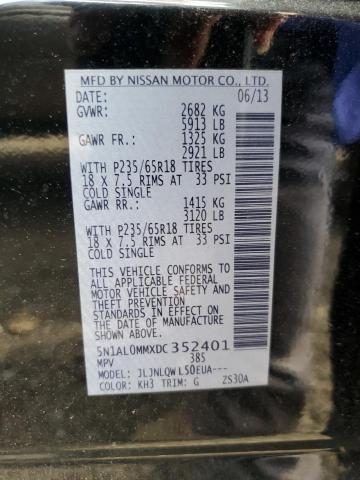 MFD BY NISSAN MOTOR CO., LTD.
DATE: 06/13
GVWR: 2682 KG
5913 LB
GAWR FR.: 1325 KG
2921 LB
WITH P235/65R18 TIRES
18 X 7.5 RIMS AT 33 PSI
COLD SINGLE
GAWR RR.: 1415 KG
3120 LB
WITH P235/65R18 TIRES
18 X 7.5 RIMS AT 33 PSI
COLD SINGLE
THIS VEHICLE CONFORMS TO
ALL APPLICABLE FEDERAL
MOTOR VEHICLE SAFETY AND
THEFT PREVENTION
STANDARDS IN EFFECT ON THE
DATE OF MANUFACTURE
SHOWN ABOVE.
5N1AL0MMXDC352401
MPV 385
MODEL: JLJNLQWL50EUA---
COLOR: KH3 TRIM: G ZS30A